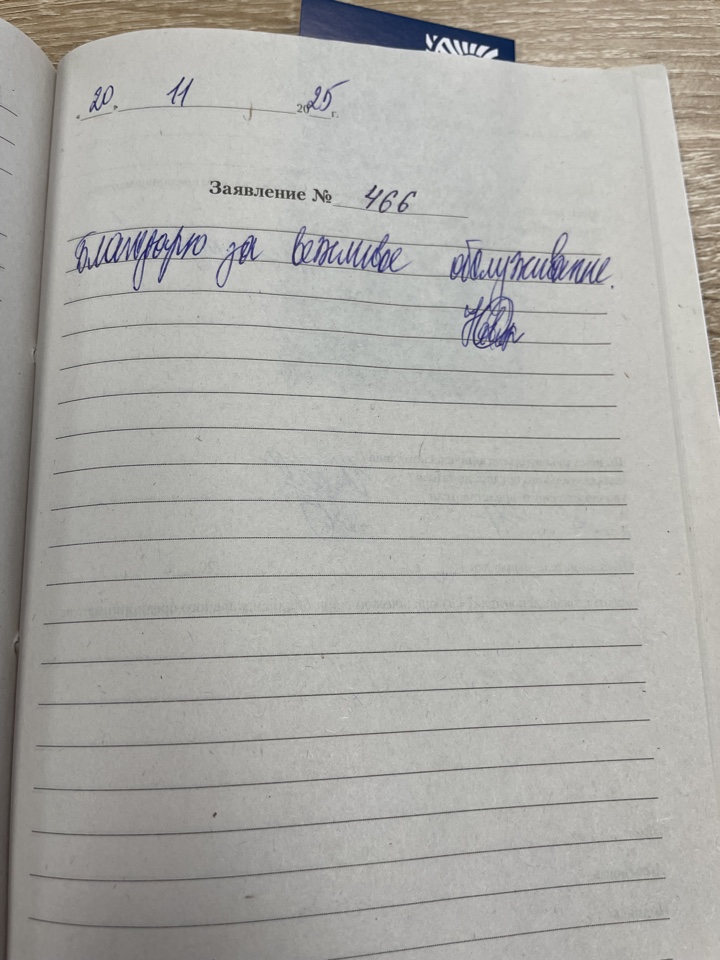 "20" 11 2025 г.
Заявление № 466
Благодарю за вежливое обслуживание.